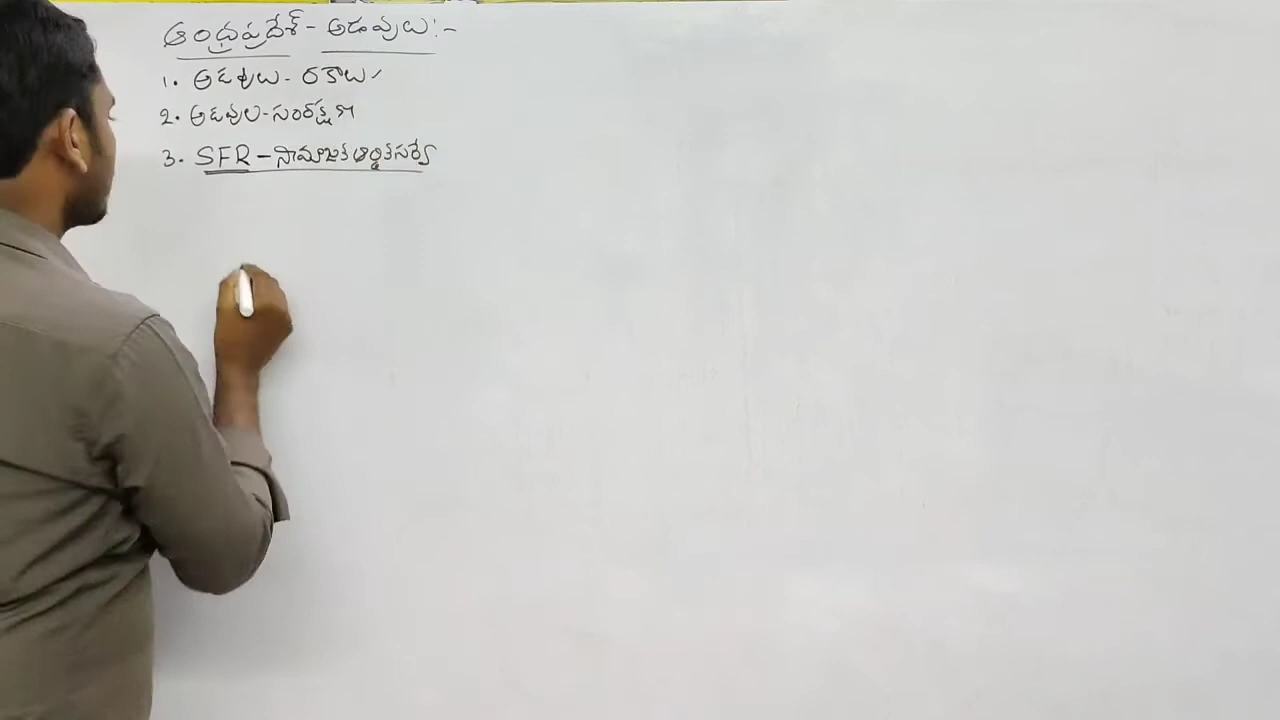 ఆంధ్రప్రదేశ్ - అడవులు :-
1. అడవులు - రకాలు
2. అడవుల - సంరక్షణ
3. SFR - సామాజిక ఆర్థిక సర్వే